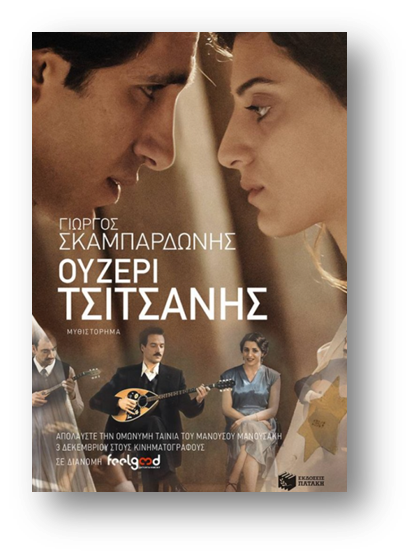 ΓΙΩΡΓΟΣ
ΣΚΑΜΠΑΡΔΩΝΗΣ
ΟΥΖΕΡΙ
ΤΣΙΤΣΑΝΗΣ
ΜΥΘΙΣΤΟΡΗΜΑ
ΑΠΟΛΑΥΣΤΕ ΤΗΝ ΟΜΩΝΥΜΗ ΤΑΙΝΙΑ ΤΟΥ ΜΑΝΟΥΣΟΥ ΜΑΝΟΥΣΑΚΗ
3 ΔΕΚΕΜΒΡΙΟΥ ΣΤΟΥΣ ΚΙΝΗΜΑΤΟΓΡΑΦΟΥΣ
ΣΕ ΔΙΑΝΟΜΗ feelgood
ΕΚΔΟΣΕΙΣ
ΠΑΤΑΚΗ